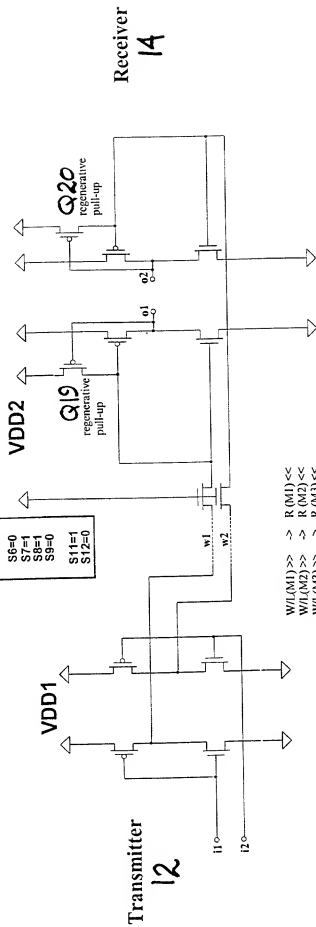 Transmitter
12
VDD1
i1
i2
S6=0
S7=1
S8=1
S9=0
S11=1
S12=0
w1
w2
VDD2
Q19
regenerative
pull-up
o1
Q20
regenerative
pull-up
o2
Receiver
14
W/L(M1) >> -> R (M1) <<
W/L(M2) >> -> R (M2) <<